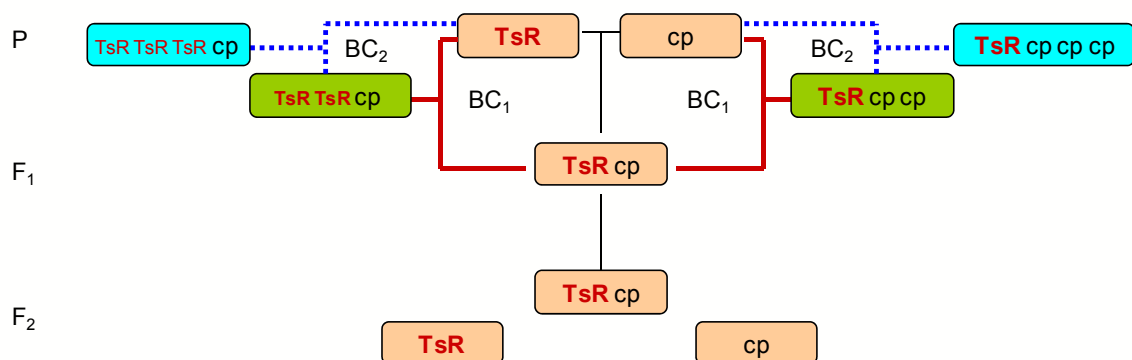 P
TsR TsR TsR cp
BC₂
TsR
cp
BC₂
TsR cp cp cp
TsR TsR cp
BC₁
BC₁
TsR cp cp
F₁
TsR cp
TsR cp
F₂
TsR
cp